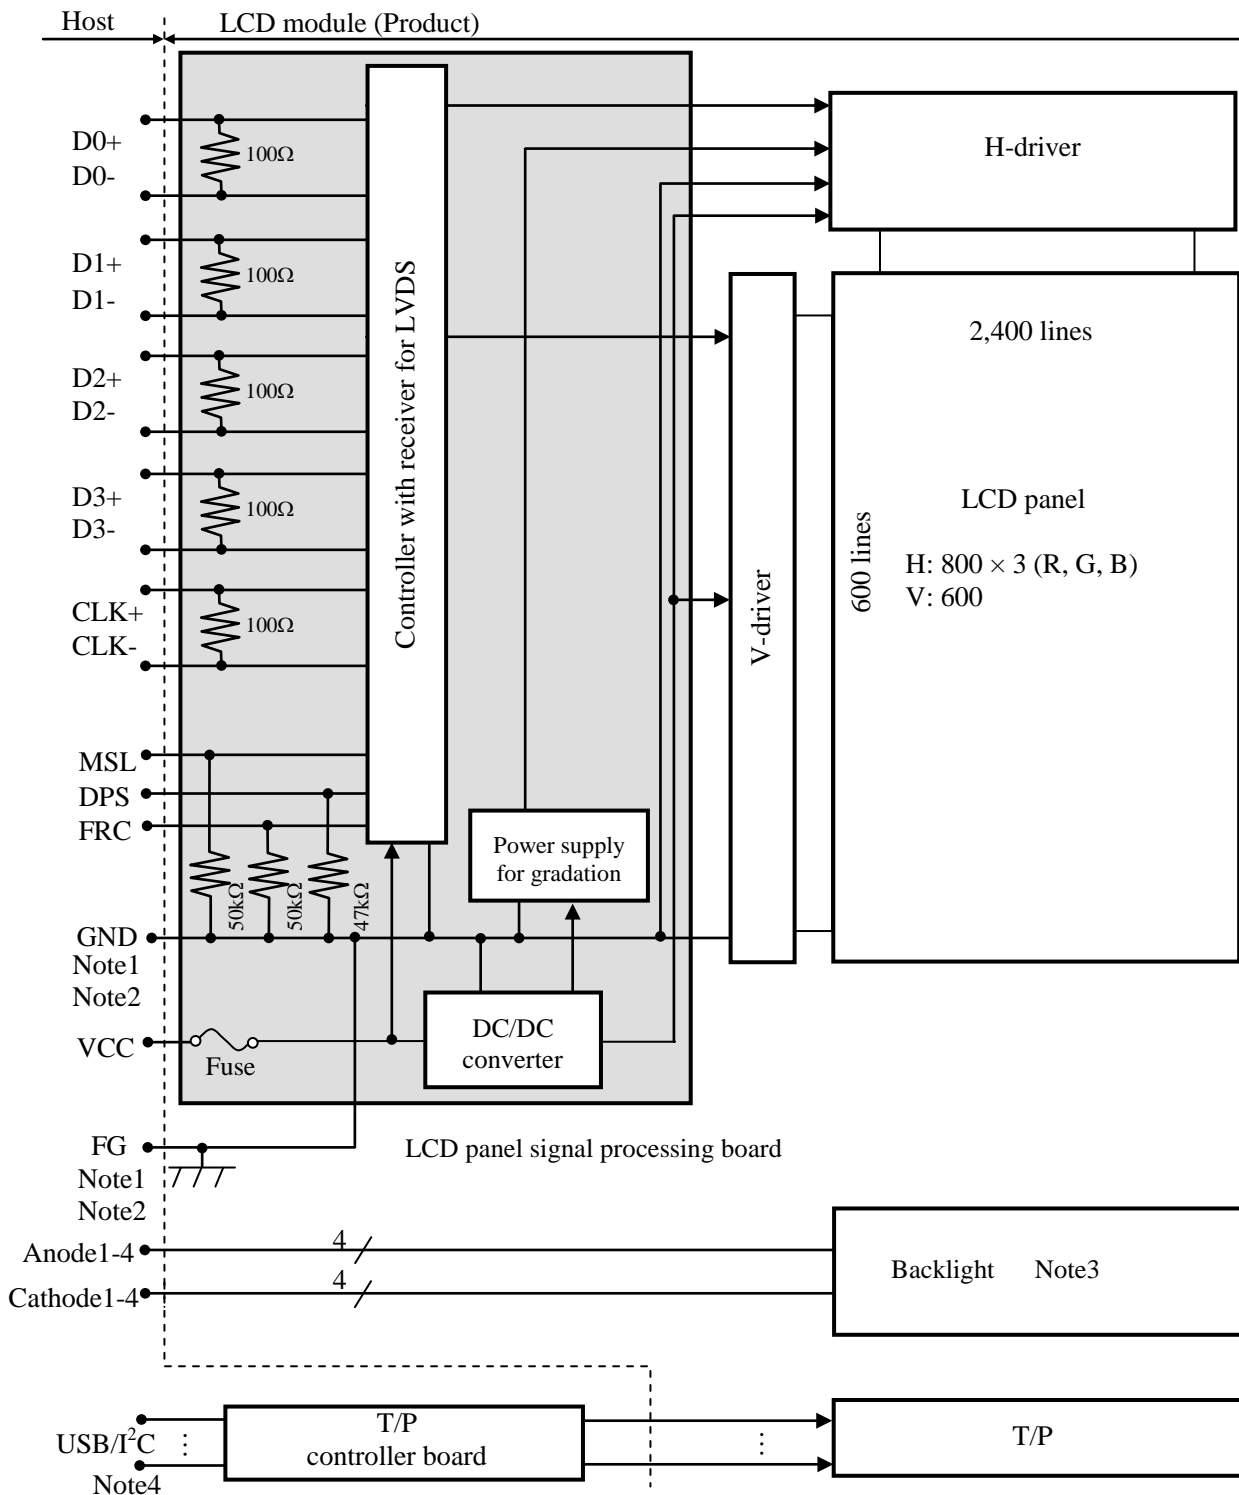 Host
LCD module (Product)
D0+
D0-
100Ω
D1+
D1-
100Ω
D2+
D2-
100Ω
D3+
D3-
100Ω
CLK+
CLK-
100Ω
MSL
DPS
FRC
50kΩ
50kΩ
47kΩ
GND
Note1
Note2
VCC
Fuse
Controller with receiver for LVDS
Power supply
for gradation
DC/DC
converter
H-driver
V-driver
2,400 lines
600 lines
LCD panel
H: 800 × 3 (R, G, B)
V: 600
FG
Note1
Note2
LCD panel signal processing board
Anode1-4
4
Cathode1-4
4
Backlight Note3
USB/I²C
Note4
T/P
controller board
T/P